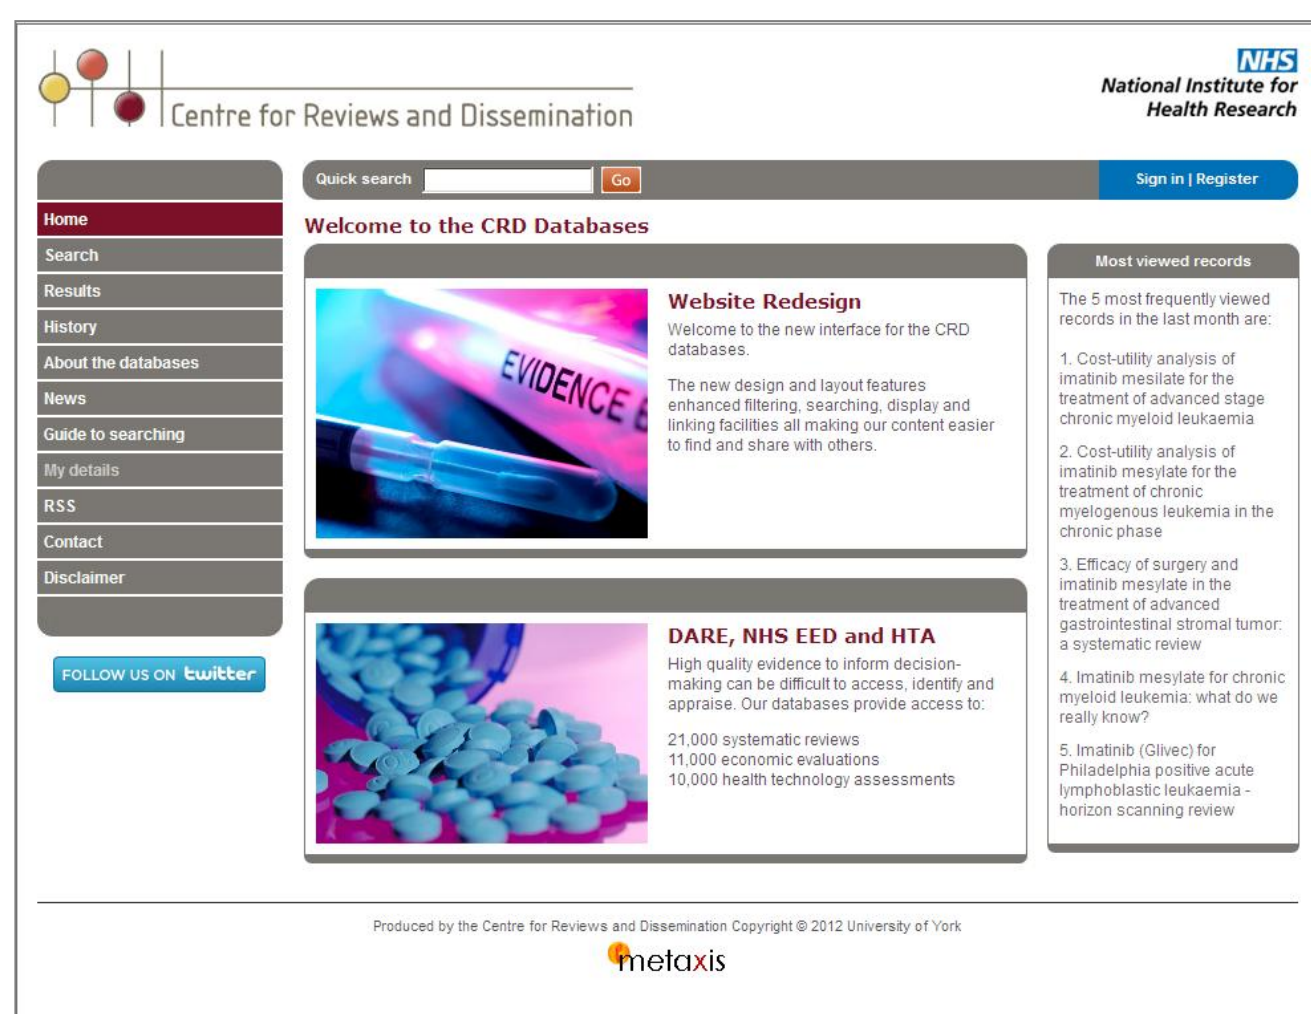 Centre for Reviews and Dissemination
NHS
National Institute for
Health Research
Quick search
Go
Sign in | Register
Home
Search
Results
History
About the databases
News
Guide to searching
My details
RSS
Contact
Disclaimer
FOLLOW US ON twitter
Welcome to the CRD Databases
EVIDENCE
Website Redesign
Welcome to the new interface for the CRD
databases.
The new design and layout features
enhanced filtering, searching, display and
linking facilities all making our content easier
to find and share with others.
DARE, NHS EED and HTA
High quality evidence to inform decision-
making can be difficult to access, identify and
appraise. Our databases provide access to:
21,000 systematic reviews
11,000 economic evaluations
10,000 health technology assessments
Most viewed records
The 5 most frequently viewed
records in the last month are:
1. Cost-utility analysis of
imatinib mesilate for the
treatment of advanced stage
chronic myeloid leukaemia
2. Cost-utility analysis of
imatinib mesylate for the
treatment of chronic
myelogenous leukemia in the
chronic phase
3. Efficacy of surgery and
imatinib mesylate in the
treatment of advanced
gastrointestinal stromal tumor:
a systematic review
4. Imatinib mesylate for chronic
myeloid leukemia: what do we
really know?
5. Imatinib (Glivec) for
Philadelphia positive acute
lymphoblastic leukaemia -
horizon scanning review
Produced by the Centre for Reviews and Dissemination Copyright © 2012 University of York
metaxis